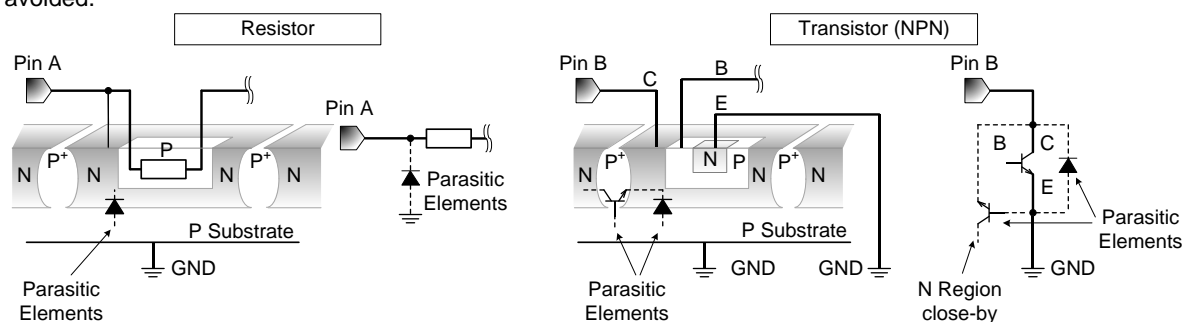 avoided.
Resistor
Transistor (NPN)
Pin A
Pin B
Pin B
C
B
E
Pin A
P
N
P+
N
P+
N
N
P+
N
N
P
P+
N
B
C
E
Parasitic
Elements
P Substrate
GND
Parasitic
Elements
P Substrate
GND
GND
Parasitic
Elements
Parasitic
Elements
GND
N Region
close-by